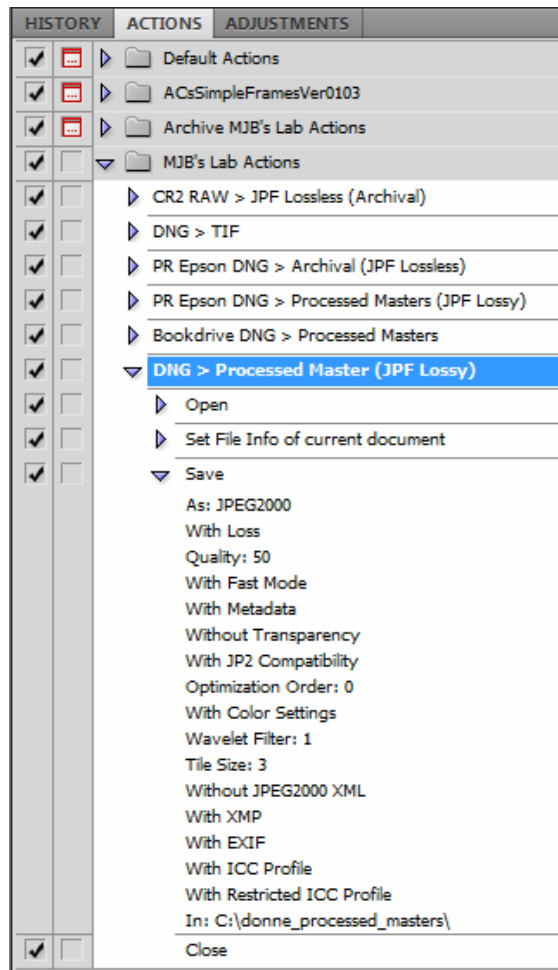 HISTORY ACTIONS ADJUSTMENTS
Default Actions
ACsSimpleFramesVer0103
Archive MJB's Lab Actions
MJB's Lab Actions
CR2 RAW > JPF Lossless (Archival)
DNG > TIF
PR Epson DNG > Archival (JPF Lossless)
PR Epson DNG > Processed Masters (JPF Lossy)
Bookdrive DNG > Processed Masters
DNG > Processed Master (JPF Lossy)
Open
Set File Info of current document
Save
As: JPEG2000
With Loss
Quality: 50
With Fast Mode
With Metadata
Without Transparency
With JP2 Compatibility
Optimization Order: 0
With Color Settings
Wavelet Filter: 1
Tile Size: 3
Without JPEG2000 XML
With XMP
With EXIF
With ICC Profile
With Restricted ICC Profile
In: C:\donne_processed_masters\
Close